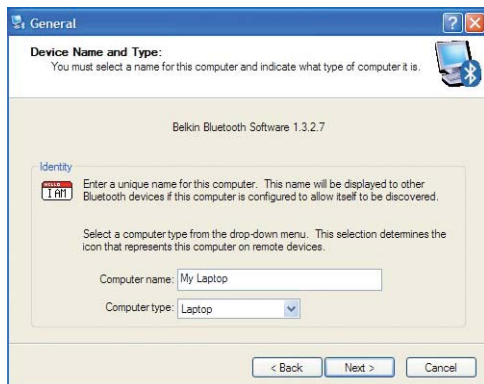 General
Device Name and Type:
You must select a name for this computer and indicate what type of computer it is.
Belkin Bluetooth Software 1.3.2.7
Identity
HELLO
I AM
Enter a unique name for this computer. This name will be displayed to other
Bluetooth devices if this computer is configured to allow itself to be discovered.
Select a computer type from the drop-down menu. This selection determines the
icon that represents this computer on remote devices.
Computer name: My Laptop
Computer type: Laptop
< Back Next > Cancel